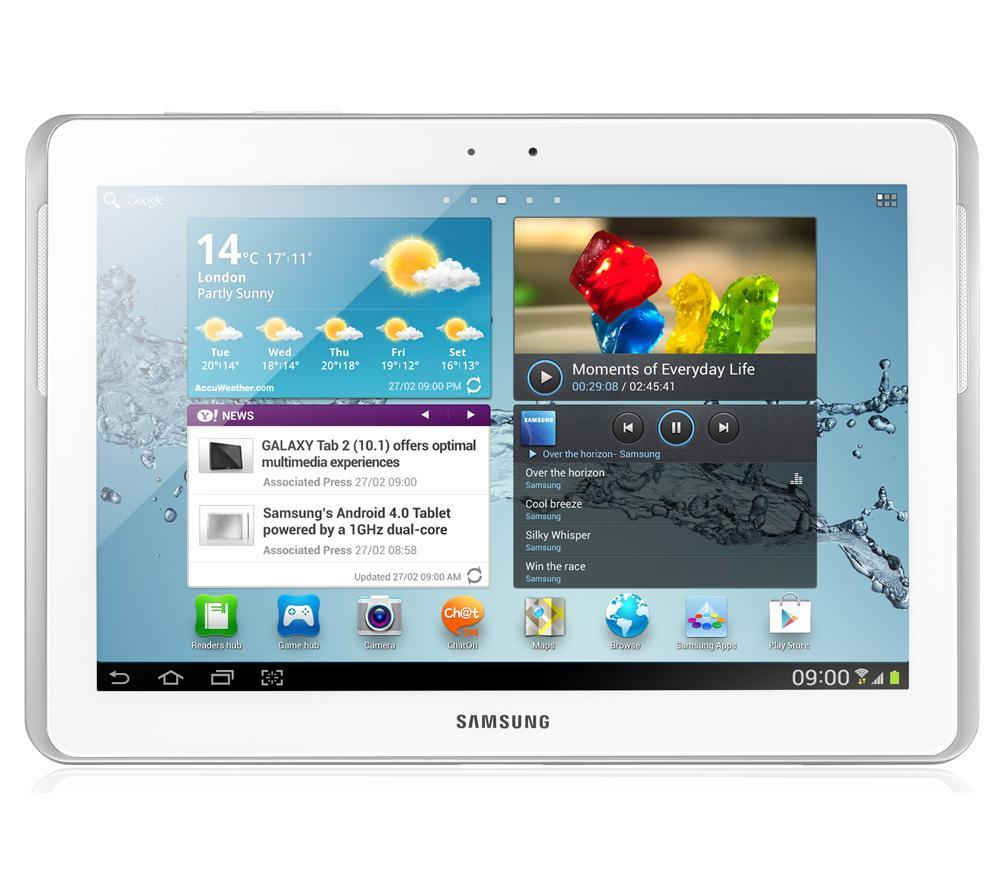 Google
14°C 17°/11°
London
Partly Sunny
Tue Wed Thu Fri Set
20°/14° 18°/14° 20°/18° 19°/12° 16°/13°
AccuWeather.com 27/02 09:00 PM
Moments of Everyday Life
00:29:08 / 02:45:41
Y! NEWS
GALAXY Tab 2 (10.1) offers optimal
multimedia experiences
Associated Press 27/02 09:00
Samsung's Android 4.0 Tablet
powered by a 1GHz dual-core
Associated Press 27/02 08:58
Updated 27/02 09:00 AM
SAMSUNG
Over the horizon- Samsung
Over the horizon
Samsung
Cool breeze
Samsung
Silky Whisper
Samsung
Win the race
Samsung
Ch@t
ON
Readers hub Game hub Camera ChatOn Maps Browse Samsung Apps Play Store
09:00
SAMSUNG